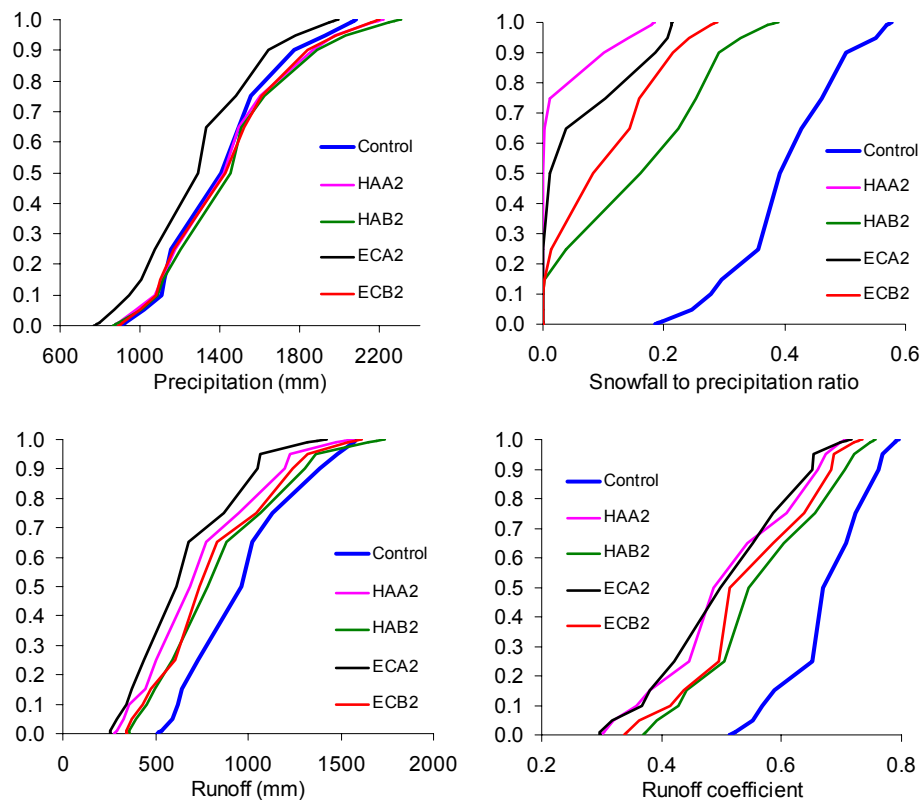 1.0
0.9
0.8
0.7
0.6
0.5
0.4
0.3
0.2
0.1
0.0
Control
HAA2
HAB2
ECA2
ECB2
600 1000 1400 1800 2200
Precipitation (mm)
1.0
0.9
0.8
0.7
0.6
0.5
0.4
0.3
0.2
0.1
0.0
Control
HAA2
HAB2
ECA2
ECB2
0.0 0.2 0.4 0.6
Snowfall to precipitation ratio
1.0
0.9
0.8
0.7
0.6
0.5
0.4
0.3
0.2
0.1
0.0
Control
HAA2
HAB2
ECA2
ECB2
0 500 1000 1500 2000
Runoff (mm)
1.0
0.9
0.8
0.7
0.6
0.5
0.4
0.3
0.2
0.1
0.0
Control
HAA2
HAB2
ECA2
ECB2
0.2 0.4 0.6 0.8
Runoff coefficient